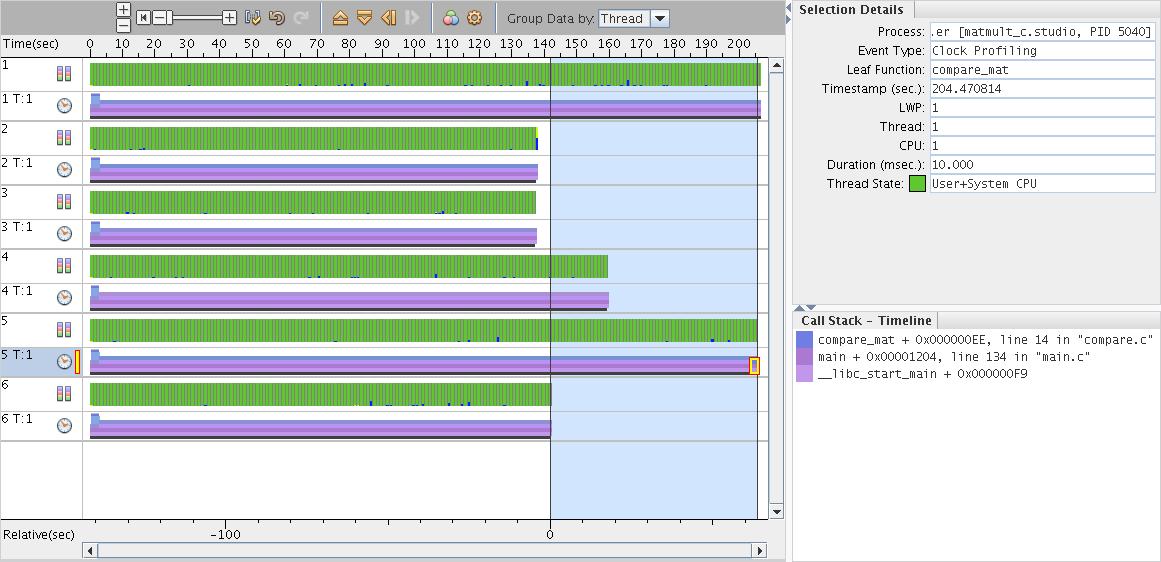 Group Data by: Thread
Time(sec) 0 10 20 30 40 50 60 70 80 90 100 110 120 130 140 150 160 170 180 190 200
1
1 T:1
2
2 T:1
3
3 T:1
4
4 T:1
5
5 T:1
6
6 T:1
Relative(sec) -100 0
Selection Details
Process: .er [matmult_c.studio, PID 5040]
Event Type: Clock Profiling
Leaf Function: compare_mat
Timestamp (sec.): 204.470814
LWP: 1
Thread: 1
CPU: 1
Duration (msec.): 10.000
Thread State: User+System CPU
Call Stack - Timeline
compare_mat + 0x000000EE, line 14 in "compare.c"
main + 0x00001204, line 134 in "main.c"
__libc_start_main + 0x000000F9